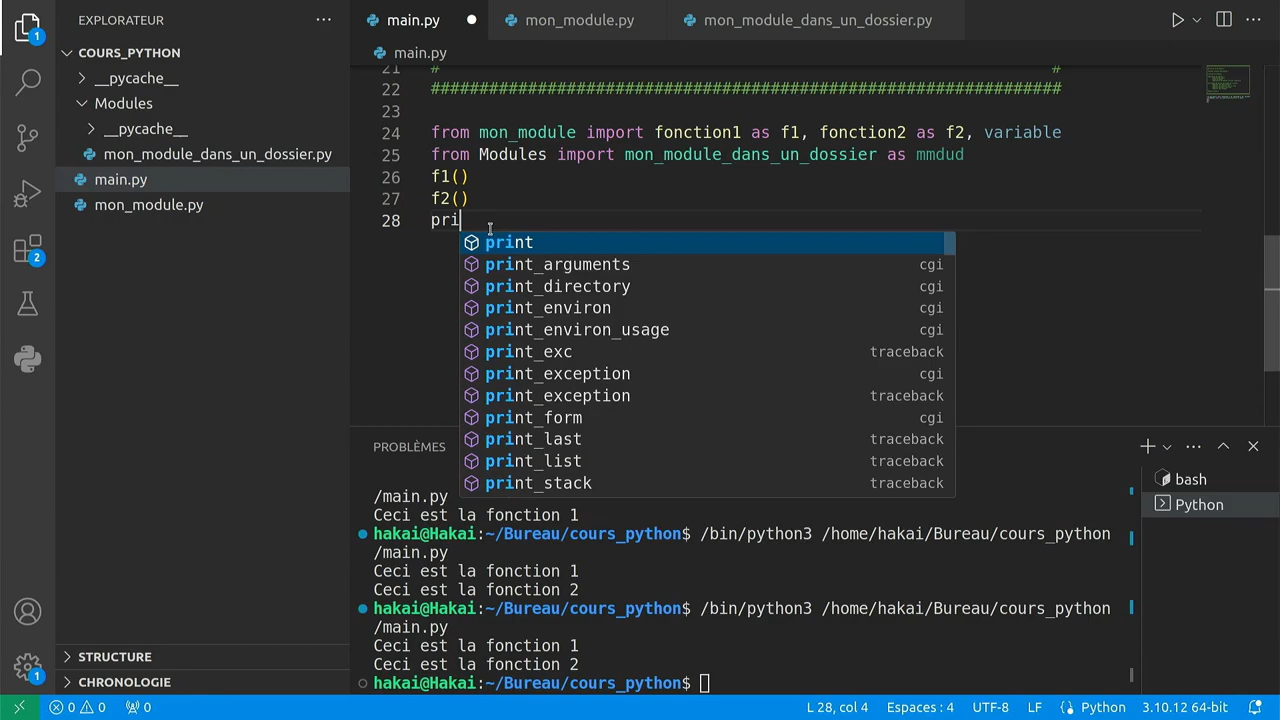 EXPLORATEUR
main.py
mon_module.py
mon_module_dans_un_dossier.py
1
COURS_PYTHON
__pycache__
Modules
__pycache__
mon_module_dans_un_dossier.py
main.py
mon_module.py
2
STRUCTURE
CHRONOLOGIE
1
main.py
21 # #
22 ##################################################################
23
24 from mon_module import fonction1 as f1, fonction2 as f2, variable
25 from Modules import mon_module_dans_un_dossier as mmdud
26 f1()
27 f2()
28 pri
print
print_arguments cgi
print_directory cgi
print_environ cgi
print_environ_usage cgi
print_exc traceback
print_exception cgi
print_exception traceback
print_form cgi
print_last traceback
print_list traceback
print_stack traceback
PROBLÈMES
/main.py
Ceci est la fonction 1
hakai@Hakai:~/Bureau/cours_python$ /bin/python3 /home/hakai/Bureau/cours_python
/main.py
Ceci est la fonction 1
Ceci est la fonction 2
hakai@Hakai:~/Bureau/cours_python$ /bin/python3 /home/hakai/Bureau/cours_python
/main.py
Ceci est la fonction 1
Ceci est la fonction 2
hakai@Hakai:~/Bureau/cours_python$
bash
Python
0 0 0
L 28, col 4
Espaces : 4
UTF-8
LF
Python
3.10.12 64-bit